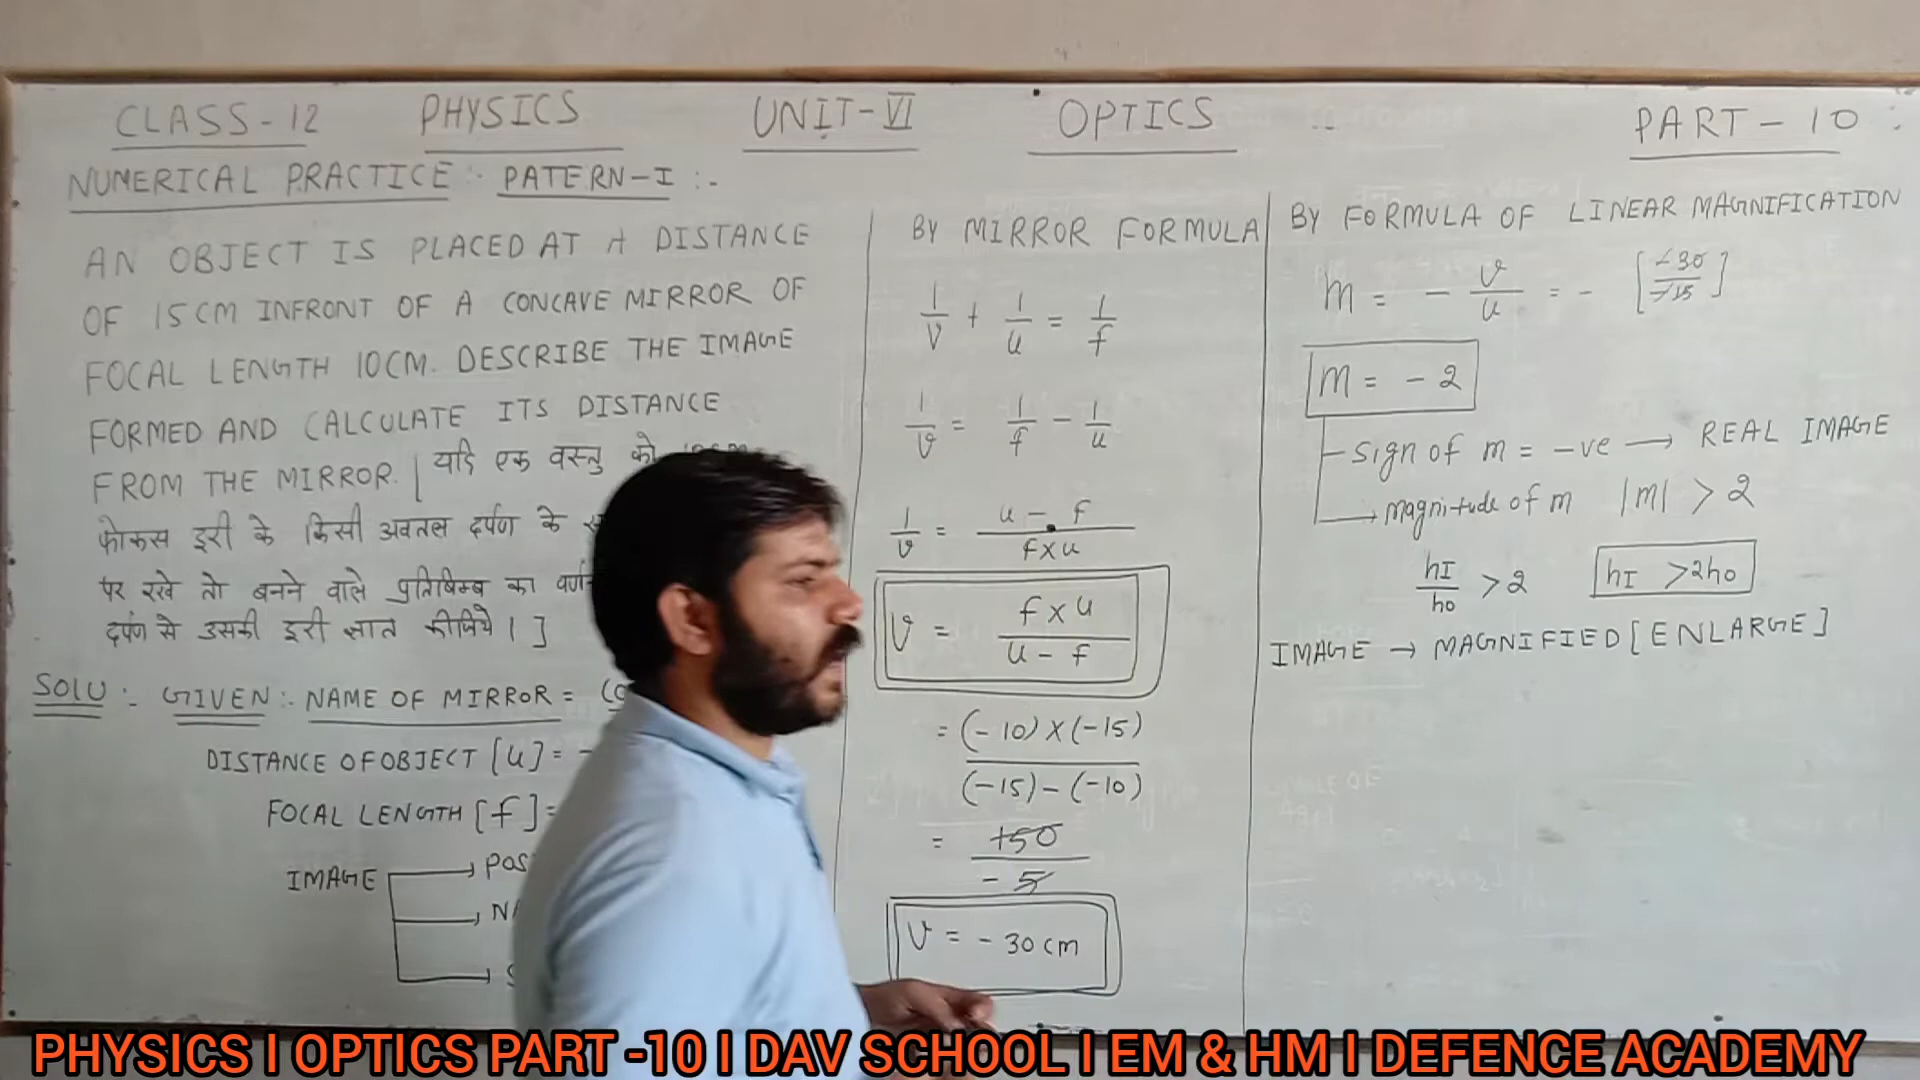 CLASS-12 PHYSICS UNIT-VI OPTICS PART-10
NUMERICAL PRACTICE :- PATERN-I :-
AN OBJECT IS PLACED AT A DISTANCE
OF 15CM INFRONT OF A CONCAVE MIRROR OF
FOCAL LENGTH 10CM. DESCRIBE THE IMAGE
FORMED AND CALCULATE ITS DISTANCE
FROM THE MIRROR. [ यदि एक वस्तु को
फोकस दूरी के किसी अवतल दर्पण के
पर रखे तो बनने वाले प्रतिबिम्ब का
दर्पण से उसकी दूरी ज्ञात कीजिये । ]
SOLU :- GIVEN :- NAME OF MIRROR =
DISTANCE OF OBJECT [u] = -
FOCAL LENGTH [f] =
IMAGE
BY MIRROR FORMULA
1/v + 1/u = 1/f
1/v = 1/f - 1/u
1/v = u - f / f x u
v = f x u / u - f
= (-10) x (-15) / (-15) - (-10)
= +50 / -5
v = -30 cm
BY FORMULA OF LINEAR MAGNIFICATION
m = - v/u = - [-30/-15]
m = -2
sign of m = -ve → REAL IMAGE
→ magnitude of m |m| > 2
hI/ho > 2 hI > 2ho
IMAGE → MAGNIFIED [ENLARGE]
PHYSICS I OPTICS PART -10 I DAV SCHOOL I EM & HM I DEFENCE ACADEMY